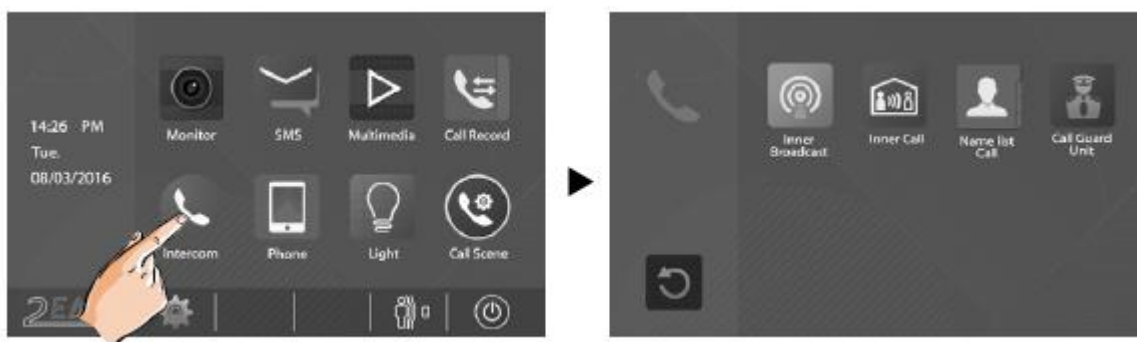 14:26 PM
Tue.
08/03/2016
Monitor
SMS
Multimedia
Call Record
Intercom
Phone
Light
Call Scene
0
Inner
Broadcast
Inner Call
Name list
Call
Call Guard
Unit